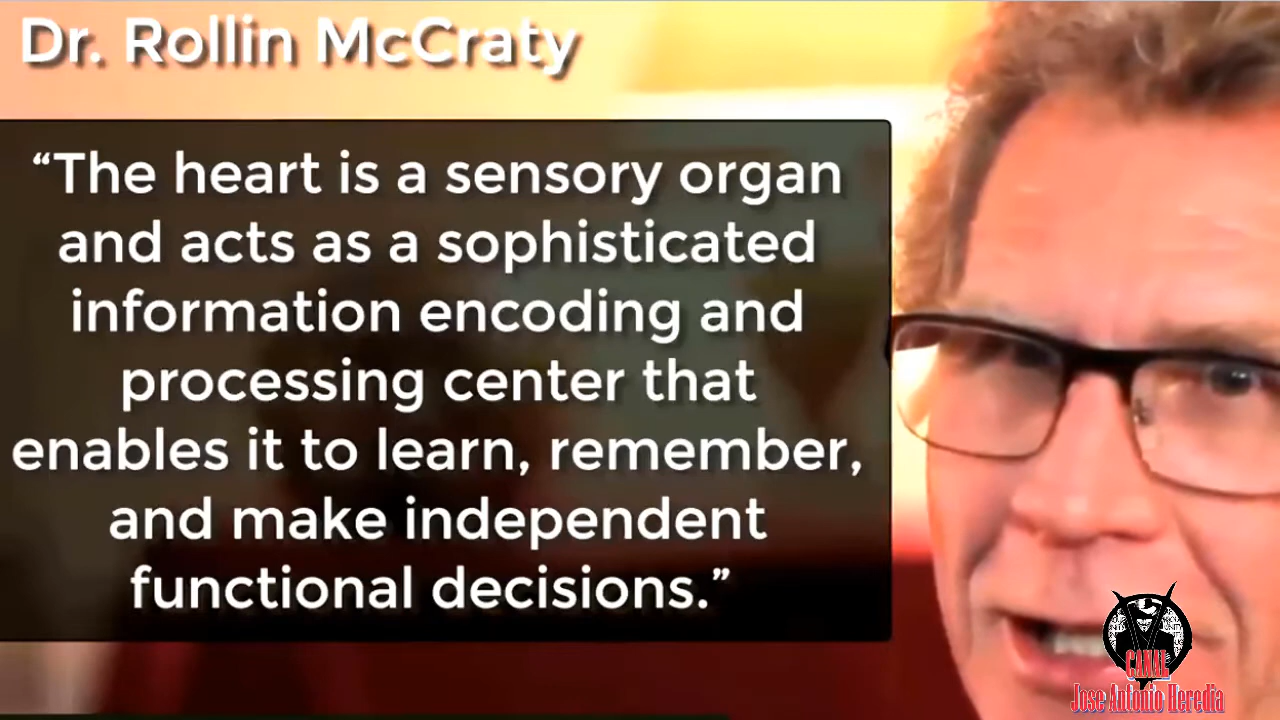 Dr. Rollin McCraty
“The heart is a sensory organ
and acts as a sophisticated
information encoding and
processing center that
enables it to learn, remember,
and make independent
functional decisions.”
CANAL
Jose Antonio Heredia